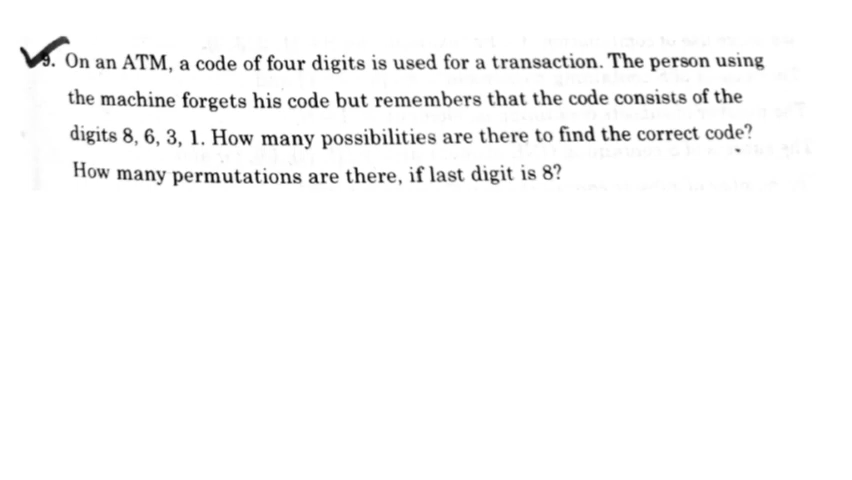 9. On an ATM, a code of four digits is used for a transaction. The person using
the machine forgets his code but remembers that the code consists of the
digits 8, 6, 3, 1. How many possibilities are there to find the correct code?
How many permutations are there, if last digit is 8?